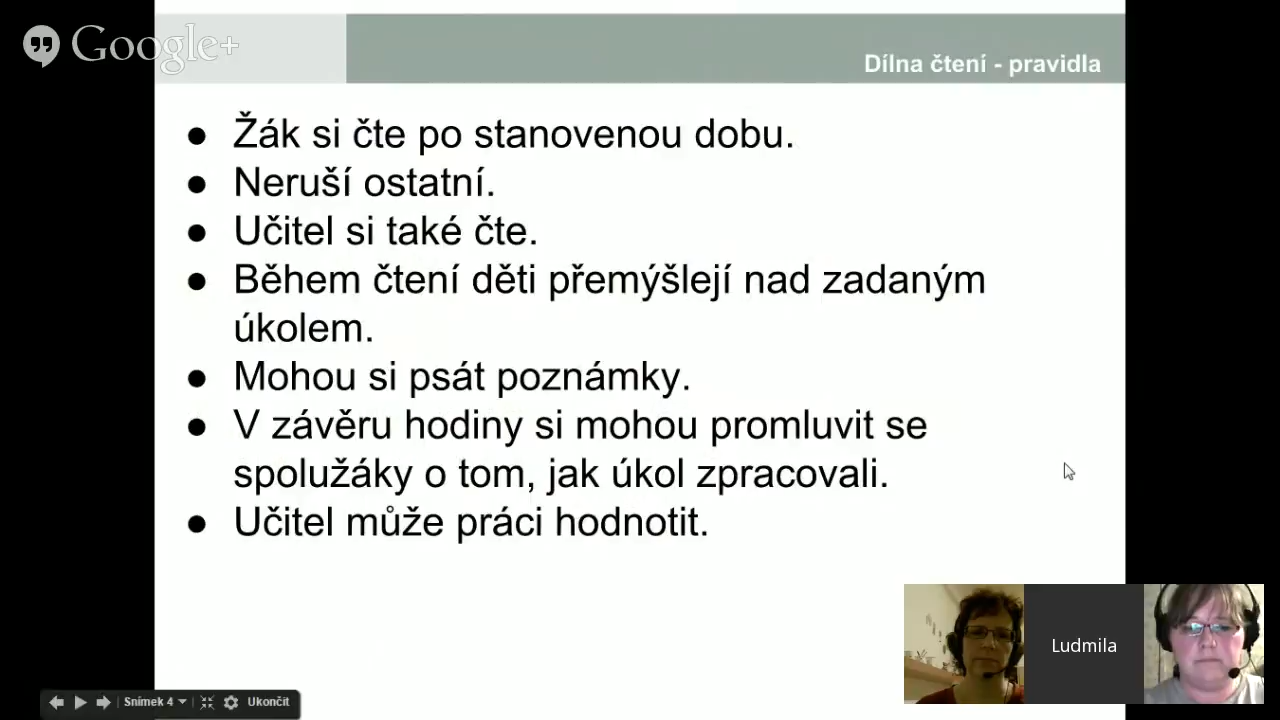 Google+
Dílna čtení - pravidla
● Žák si čte po stanovenou dobu.
● Neruší ostatní.
● Učitel si také čte.
● Během čtení děti přemýšlejí nad zadaným
úkolem.
● Mohou si psát poznámky.
● V závěru hodiny si mohou promluvit se
spolužáky o tom, jak úkol zpracovali.
● Učitel může práci hodnotit.
Ludmila
Snímek 4 Ukončit